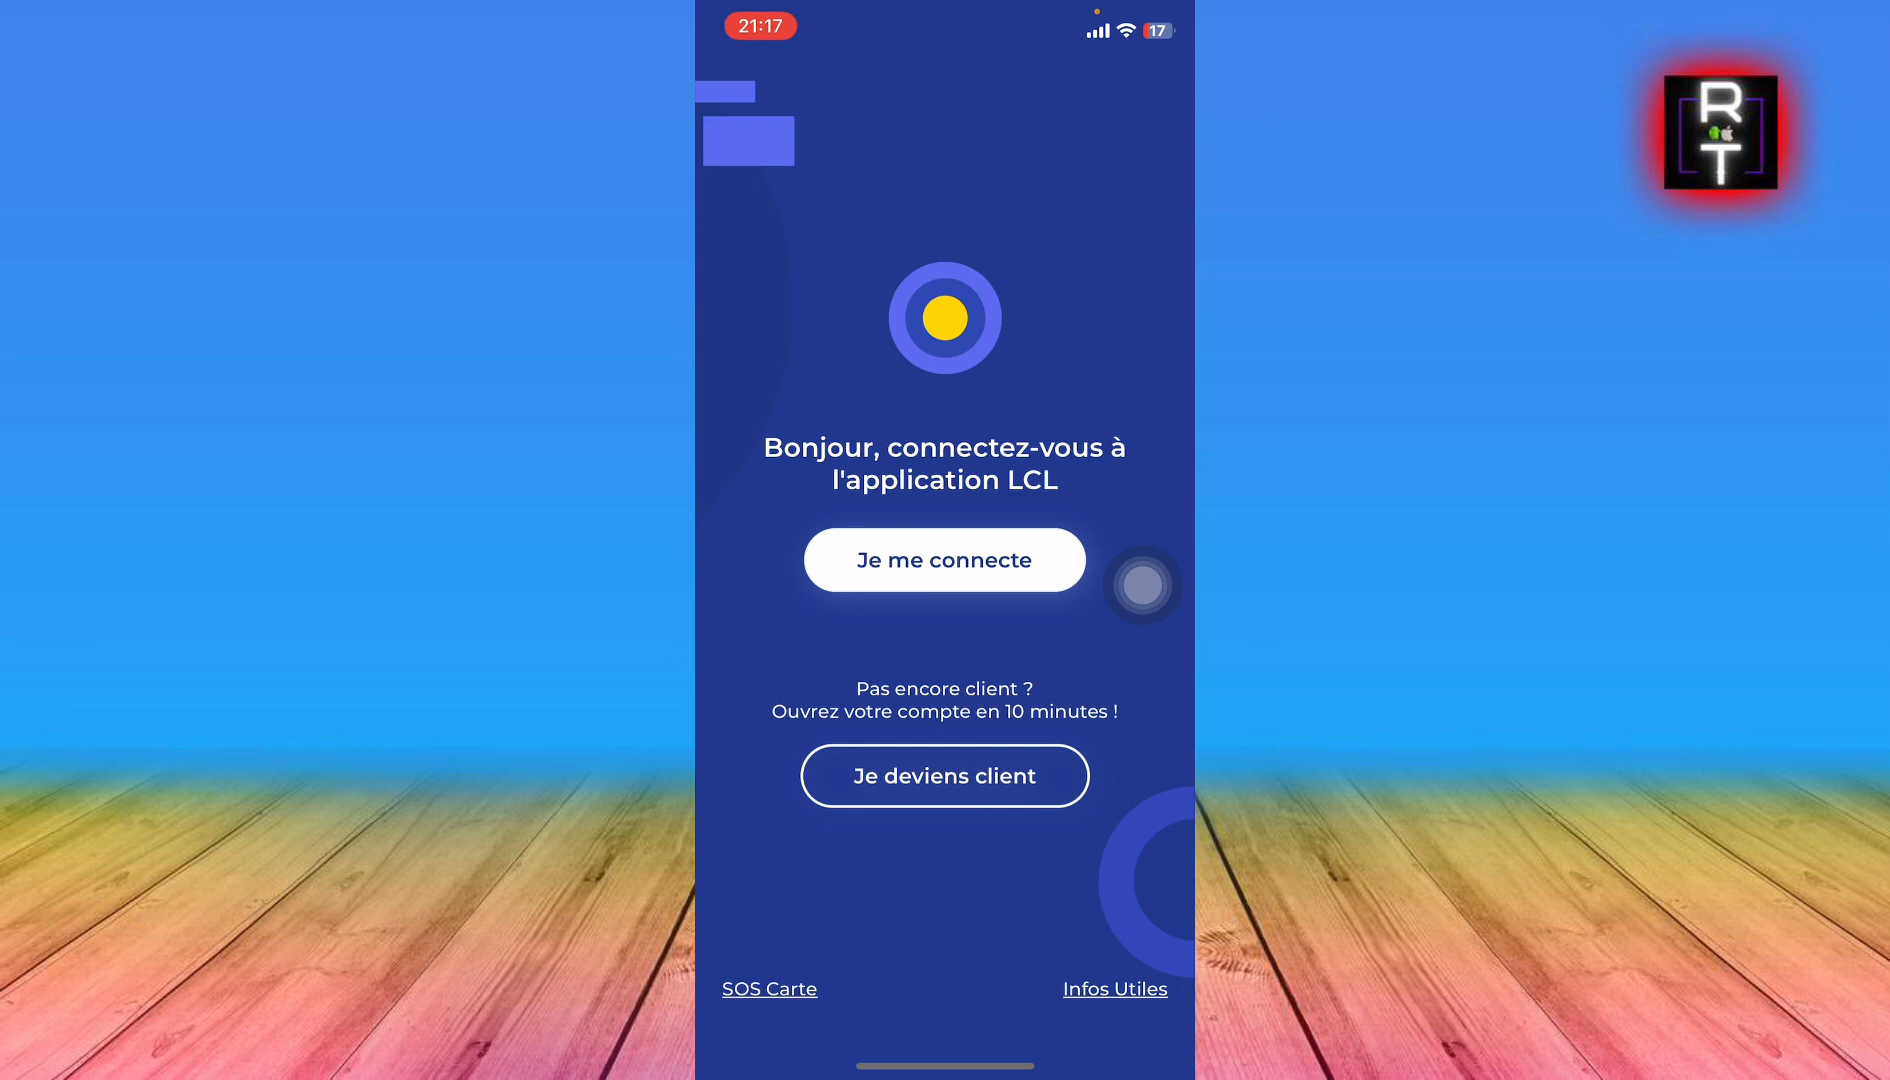 21:17
17
R
T
Bonjour, connectez-vous à
l'application LCL
Je me connecte
Pas encore client ?
Ouvrez votre compte en 10 minutes !
Je deviens client
SOS Carte
Infos Utiles